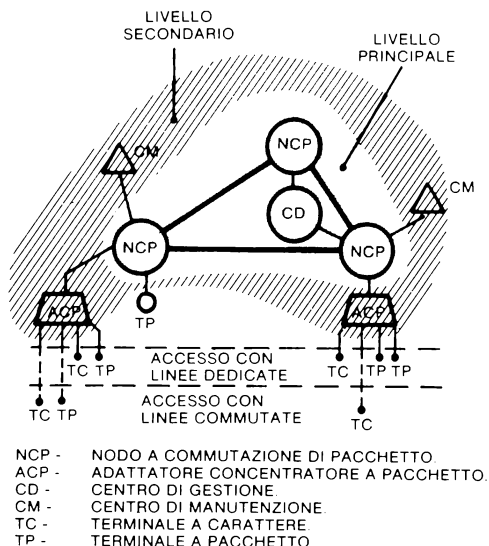 LIVELLO
SECONDARIO
LIVELLO
PRINCIPALE
CM
NCP
CM
CD
NCP
NCP
ACP
TP
ACP
TC TP
ACCESSO CON
LINEE DEDICATE
TC TP TP
TC TP
ACCESSO CON
LINEE COMMUTATE
TC
NCP - NODO A COMMUTAZIONE DI PACCHETTO.
ACP - ADATTATORE CONCENTRATORE A PACCHETTO.
CD - CENTRO DI GESTIONE.
CM - CENTRO DI MANUTENZIONE.
TC - TERMINALE A CARATTERE.
TP - TERMINALE A PACCHETTO